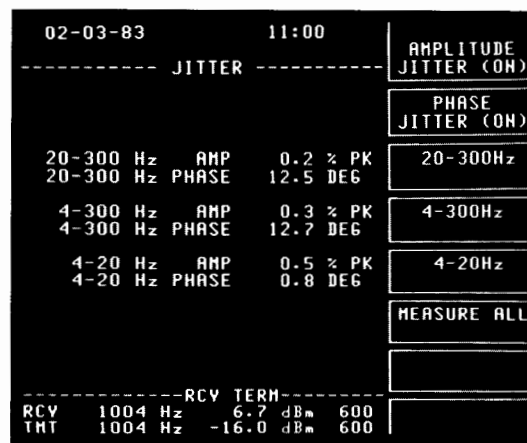 02-03-83 11:00
JITTER
20-300 Hz AMP 0.2 % PK
20-300 Hz PHASE 12.5 DEG
4-300 Hz AMP 0.3 % PK
4-300 Hz PHASE 12.7 DEG
4-20 Hz AMP 0.5 % PK
4-20 Hz PHASE 0.8 DEG
RCV TERM
RCV 1004 Hz 6.7 dBm 600
TMT 1004 Hz -16.0 dBm 600
AMPLITUDE
JITTER (ON)
PHASE
JITTER (ON)
20-300Hz
4-300Hz
4-20Hz
MEASURE ALL